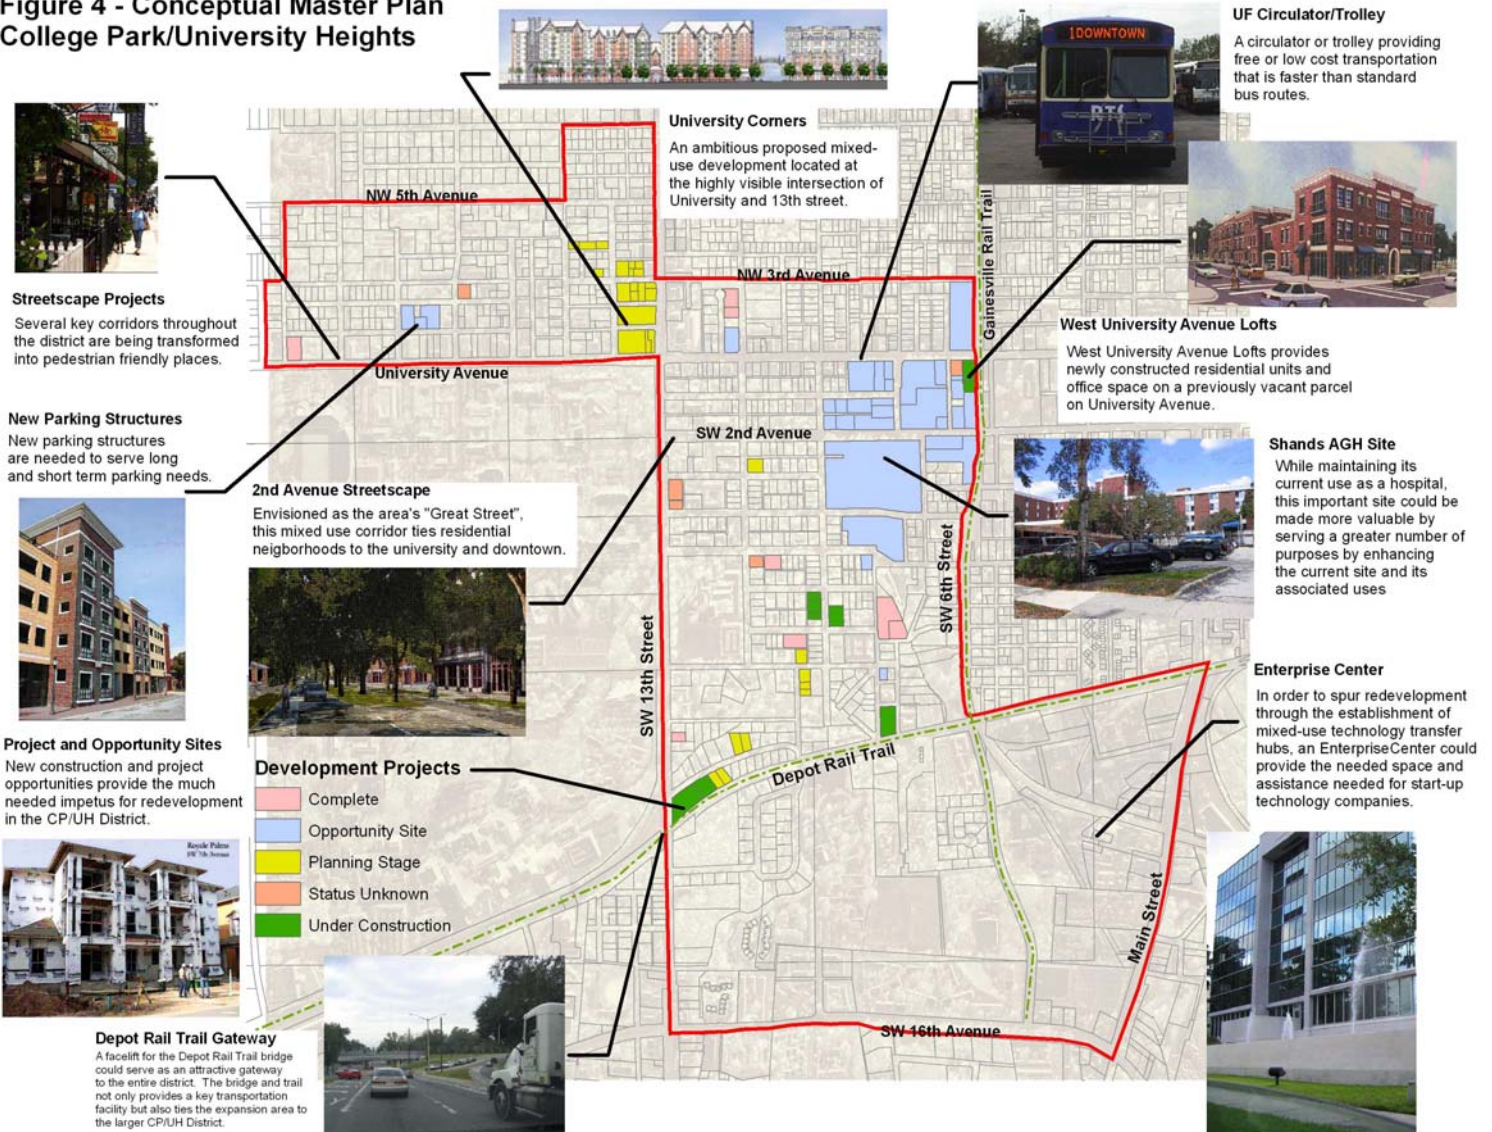 Figure 4 - Conceptual Master Plan
College Park/University Heights
UF Circulator/Trolley
A circulator or trolley providing
free or low cost transportation
that is faster than standard
bus routes.
1 DOWNTOWN
RTS
University Corners
An ambitious proposed mixed-
use development located at
the highly visible intersection of
University and 13th street.
NW 5th Avenue
NW 3rd Avenue
Gainesville Rail Trail
Streetscape Projects
Several key corridors throughout
the district are being transformed
into pedestrian friendly places.
West University Avenue Lofts
West University Avenue Lofts provides
newly constructed residential units and
office space on a previously vacant parcel
on University Avenue.
University Avenue
New Parking Structures
New parking structures
are needed to serve long
and short term parking needs.
SW 2nd Avenue
Shands AGH Site
While maintaining its
current use as a hospital,
this important site could be
made more valuable by
serving a greater number of
purposes by enhancing
the current site and its
associated uses
2nd Avenue Streetscape
Envisioned as the area's "Great Street",
this mixed use corridor ties residential
neigborhoods to the university and downtown.
SW 6th Street
SW 13th Street
Enterprise Center
In order to spur redevelopment
through the establishment of
mixed-use technology transfer
hubs, an EnterpriseCenter could
provide the needed space and
assistance needed for start-up
technology companies.
Project and Opportunity Sites
New construction and project
opportunities provide the much
needed impetus for redevelopment
in the CP/UH District.
Royale Palms
SW 7th Avenue
Development Projects
Complete
Opportunity Site
Planning Stage
Status Unknown
Under Construction
Depot Rail Trail
Main Street
SW 16th Avenue
Depot Rail Trail Gateway
A facelift for the Depot Rail Trail bridge
could serve as an attractive gateway
to the entire district. The bridge and trail
not only provides a key transportation
facility but also ties the expansion area to
the larger CP/UH District.